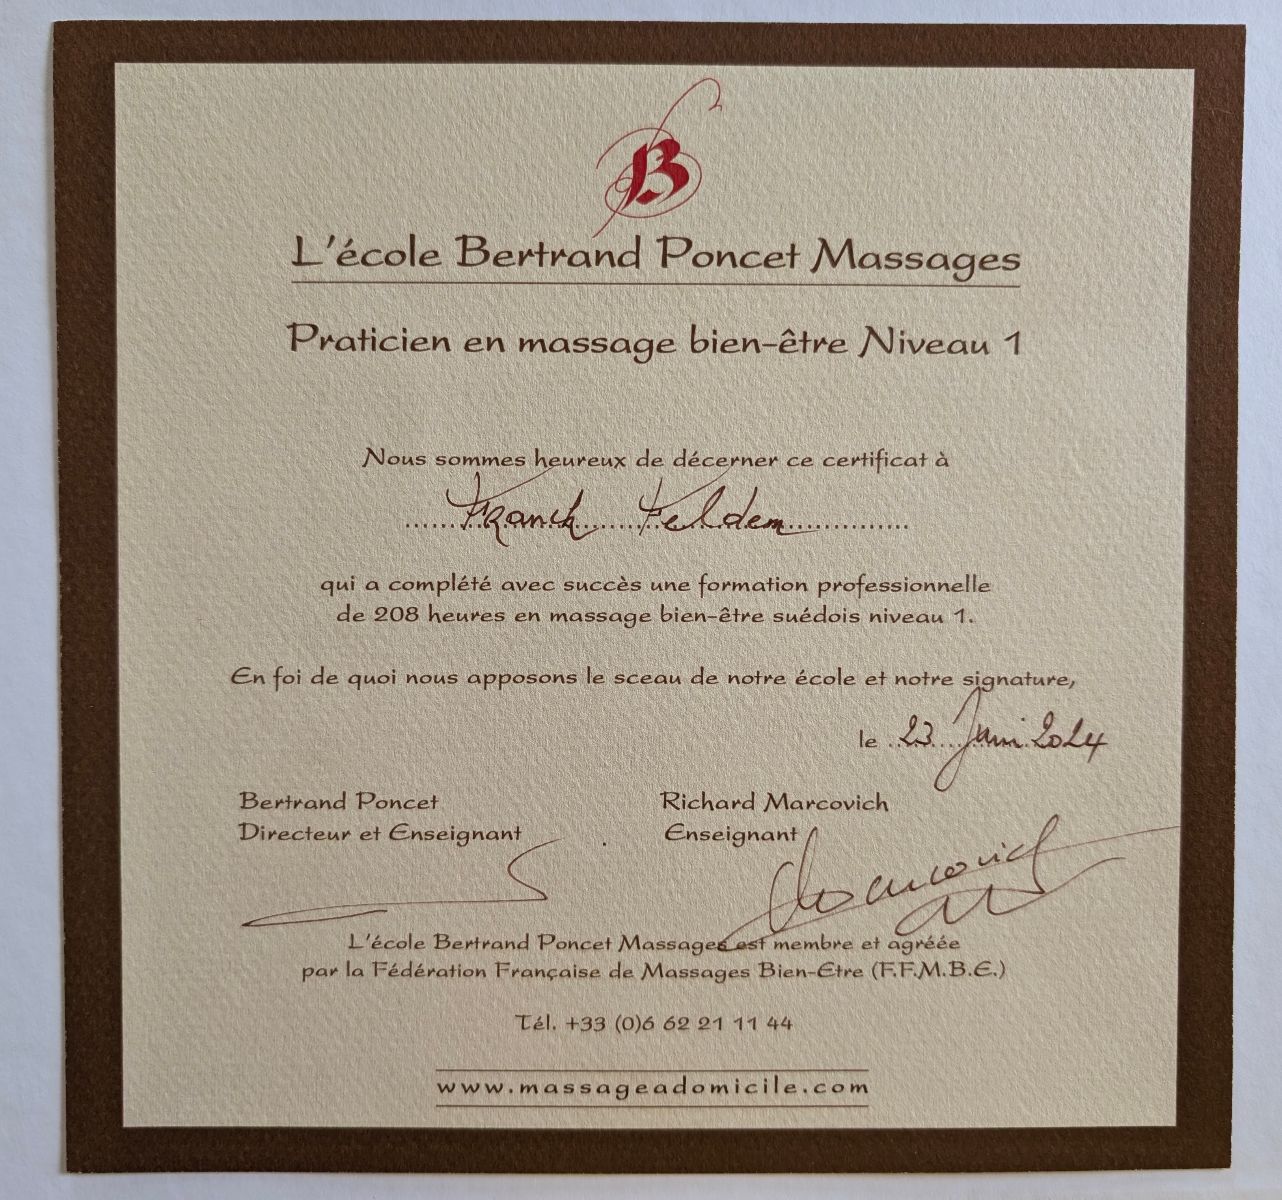 B
L'école Bertrand Poncet Massages
Praticien en massage bien-être Niveau 1
Nous sommes heureux de décerner ce certificat à
Franck Feldem
qui a complété avec succès une formation professionnelle
de 208 heures en massage bien-être suédois niveau 1.
En foi de quoi nous apposons le sceau de notre école et notre signature,
le 23 Juin 2024
Bertrand Poncet
Directeur et Enseignant
Richard Marcovich
Enseignant
L'école Bertrand Poncet Massages est membre et agréée
par la Fédération Française de Massages Bien-Etre (F.F.M.B.E.)
Tél. +33 (0)6 62 21 11 44
www.massageadomicile.com